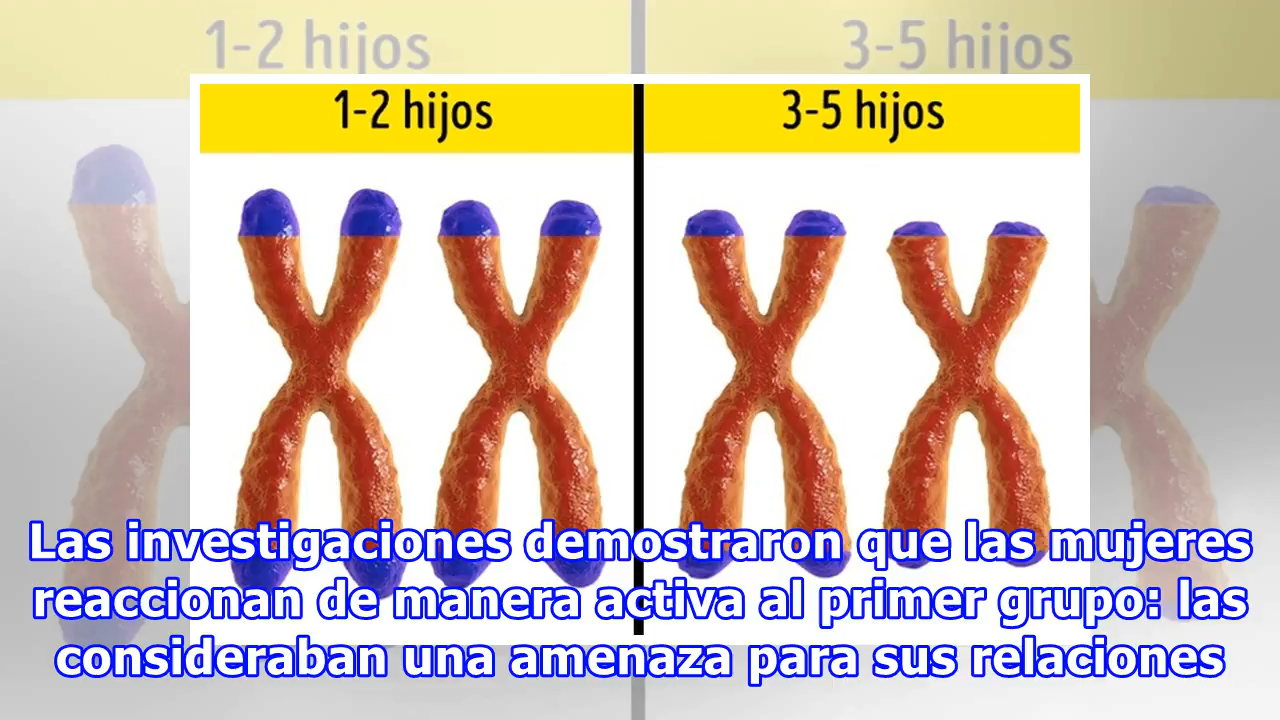 1-2 hijos
3-5 hijos
1-2 hijos
3-5 hijos
Las investigaciones demostraron que las mujeres
reaccionan de manera activa al primer grupo: las
consideraban una amenaza para sus relaciones